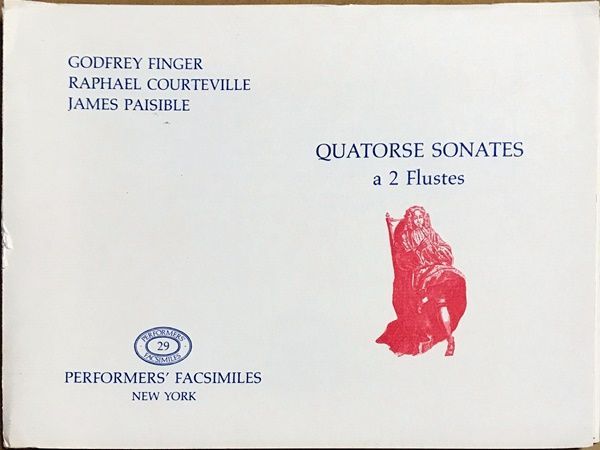 GODFREY FINGER
RAPHAEL COURTEVILLE
JAMES PAISIBLE
QUATORSE SONATES
a 2 Flustes
PERFORMERS'
29
FACSIMILES
PERFORMERS' FACSIMILES
NEW YORK